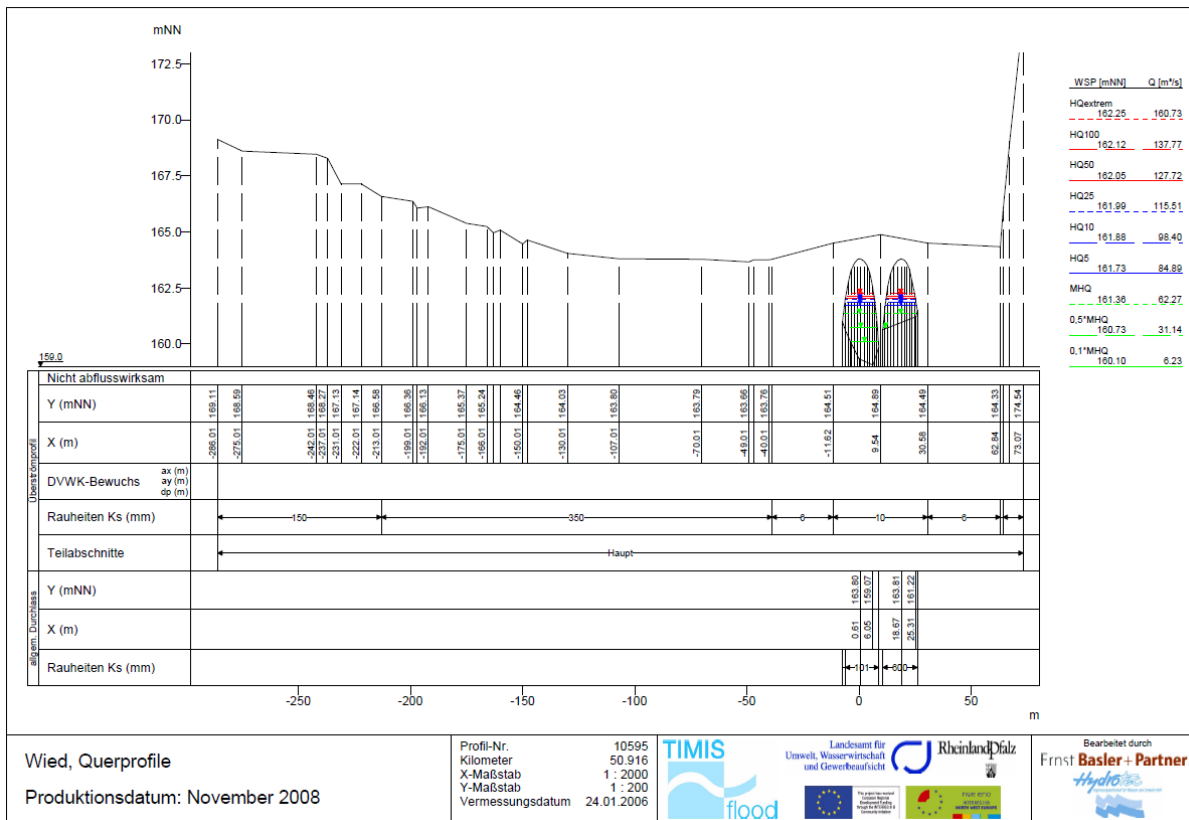 mNN
172.5
170.0
167.5
165.0
162.5
160.0
159.0
WSP [mNN] Q [m³/s]
HQextrem
162.25 160.73
HQ100
162.12 137.77
HQ50
162.05 127.72
HQ25
161.99 115.51
HQ10
161.88 98.40
HQ5
161.73 84.89
MHQ
161.36 62.27
0,5*MHQ
160.73 31.14
0,1*MHQ
160.10 6.23
Überströmprofil
Nicht abflusswirksam
Y (mNN) 169.11 168.59 168.46 168.27 167.13 167.14 166.58 166.36 166.13 165.37 165.24 164.46 164.03 163.80 163.79 163.66 163.76 164.51 164.89 164.49 164.33 174.54
X (m) -286.01 -275.01 -242.01 -237.01 -231.01 -222.01 -213.01 -199.01 -192.01 -175.01 -166.01 -150.01 -130.01 -107.01 -70.01 -49.01 -40.01 -11.62 9.54 30.58 62.84 73.07
DVWK-Bewuchs ax (m)
ay (m)
dp (m)
Rauheiten Ks (mm) 150 350 6 10 6
Teilabschnitte Haupt
allgem. Durchlass
Y (mNN) 163.80 159.07 163.81 161.22
X (m) 0.61 6.05 18.67 25.31
Rauheiten Ks (mm) 101 600
-250 -200 -150 -100 -50 0 50
m
Wied, Querprofile
Produktionsdatum: November 2008
Profil-Nr. 10595
Kilometer 50.916
X-Maßstab 1 : 2000
Y-Maßstab 1 : 200
Vermessungsdatum 24.01.2006
TIMIS
flood
Landesamt für
Umwelt, Wasserwirtschaft
und Gewerbeaufsicht
RheinlandPfalz
Bearbeitet durch
Ernst Basler + Partner
Hydro